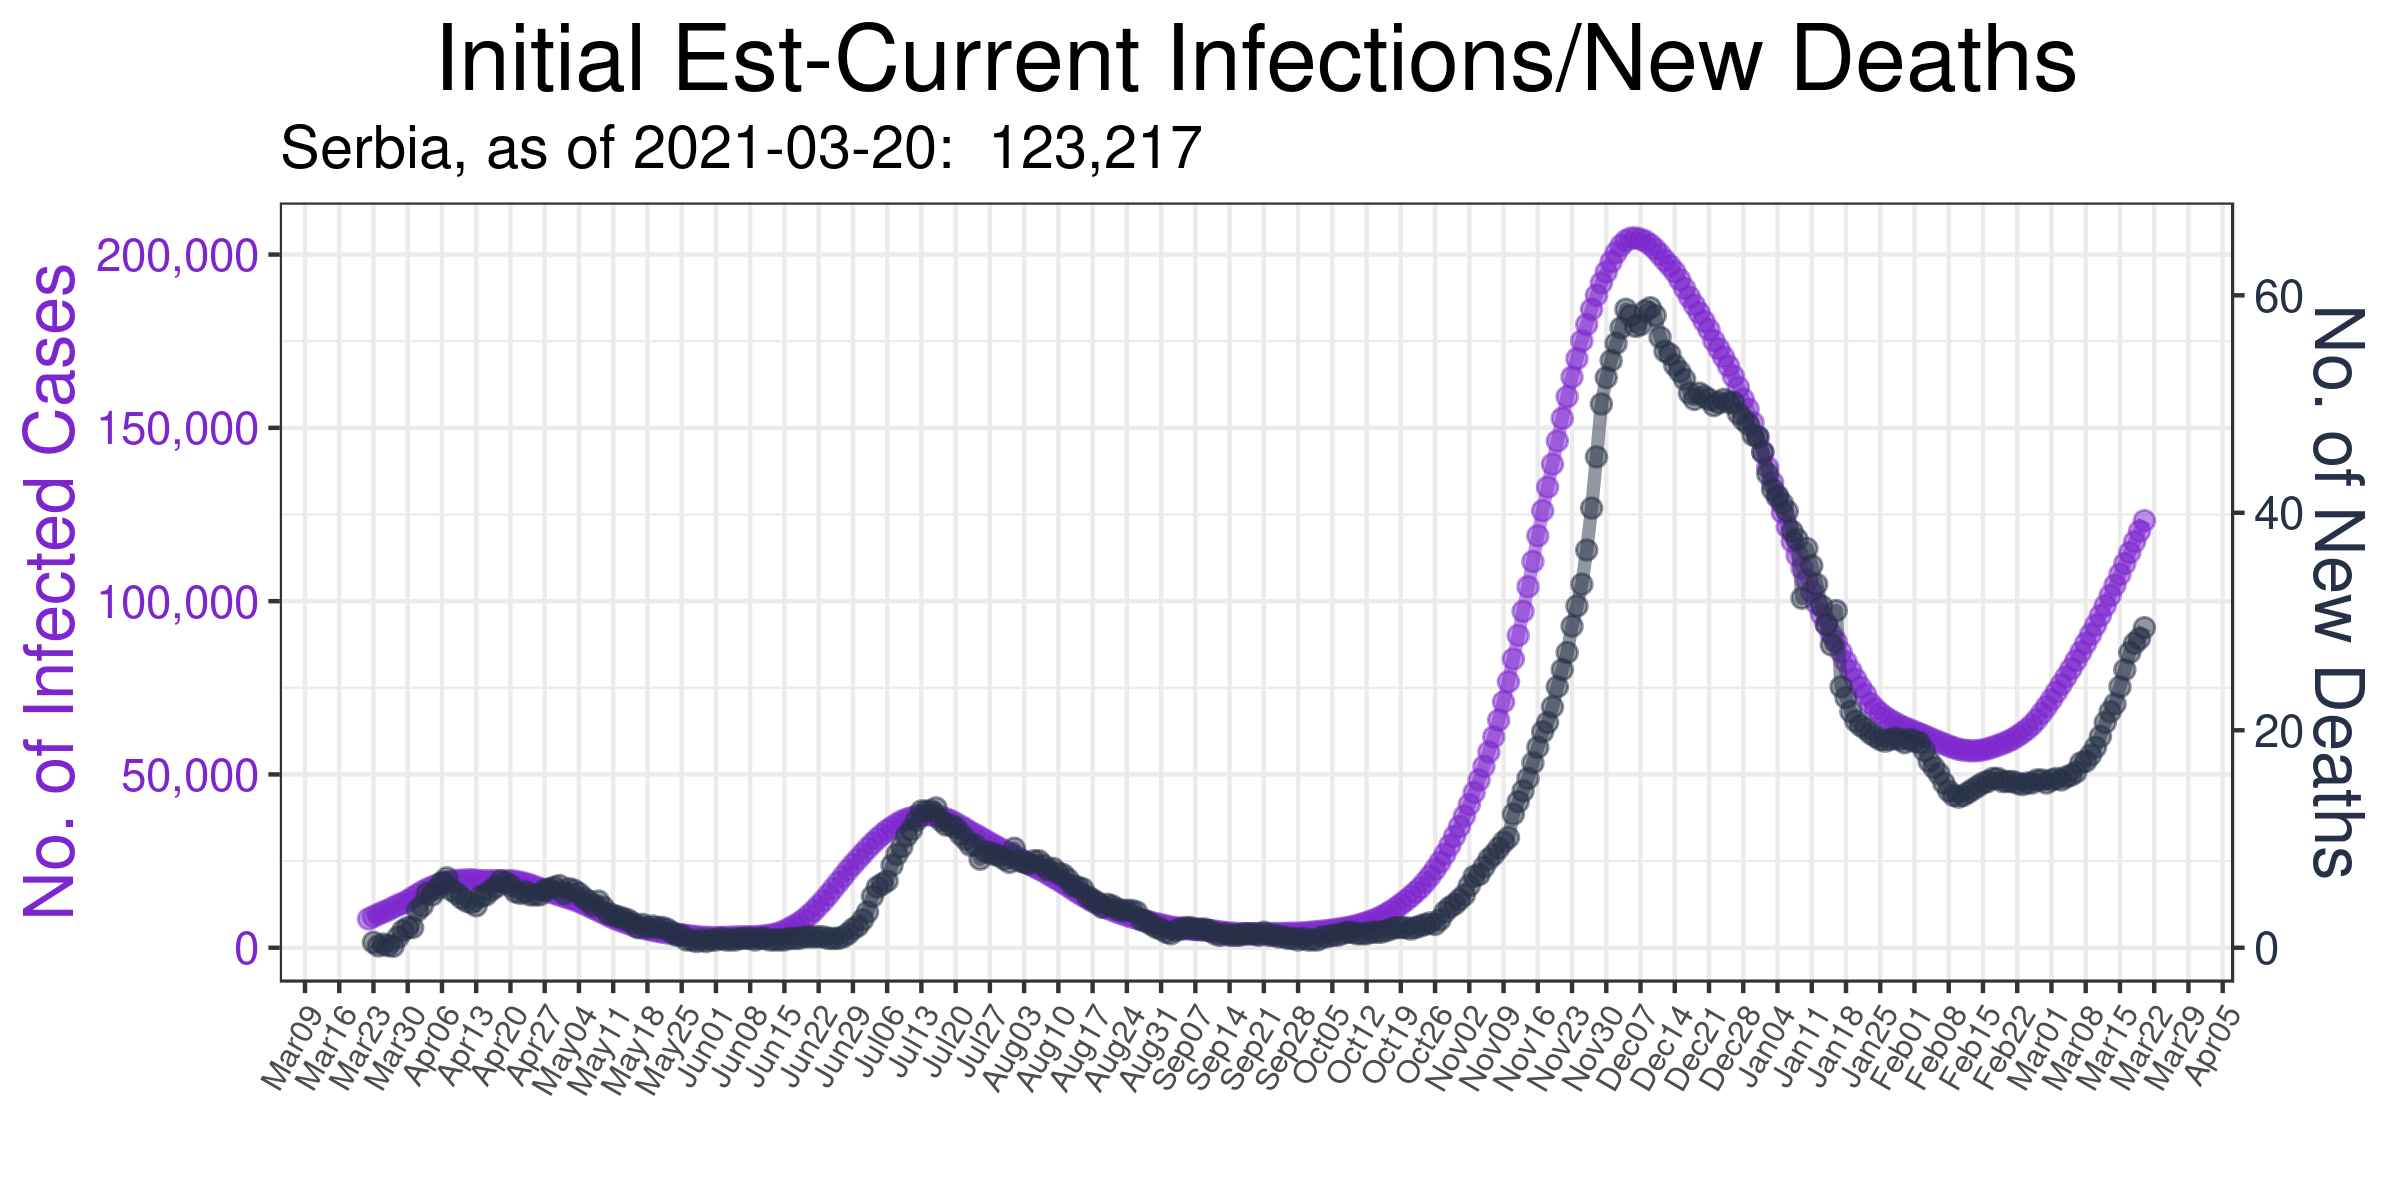 Initial Est-Current Infections/New Deaths
Serbia, as of 2021-03-20:  123,217
No. of Infected Cases
200,000
150,000
100,000
50,000
0
60
40
20
0
No. of New Deaths
Mar09 Mar16 Mar23 Mar30 Apr06 Apr13 Apr20 Apr27 May04 May11 May18 May25 Jun01 Jun08 Jun15 Jun22 Jun29 Jul06 Jul13 Jul20 Jul27 Aug03 Aug10 Aug17 Aug24 Aug31 Sep07 Sep14 Sep21 Sep28 Oct05 Oct12 Oct19 Oct26 Nov02 Nov09 Nov16 Nov23 Nov30 Dec07 Dec14 Dec21 Dec28 Jan04 Jan11 Jan18 Jan25 Feb01 Feb08 Feb15 Feb22 Mar01 Mar08 Mar15 Mar22 Mar29 Apr05